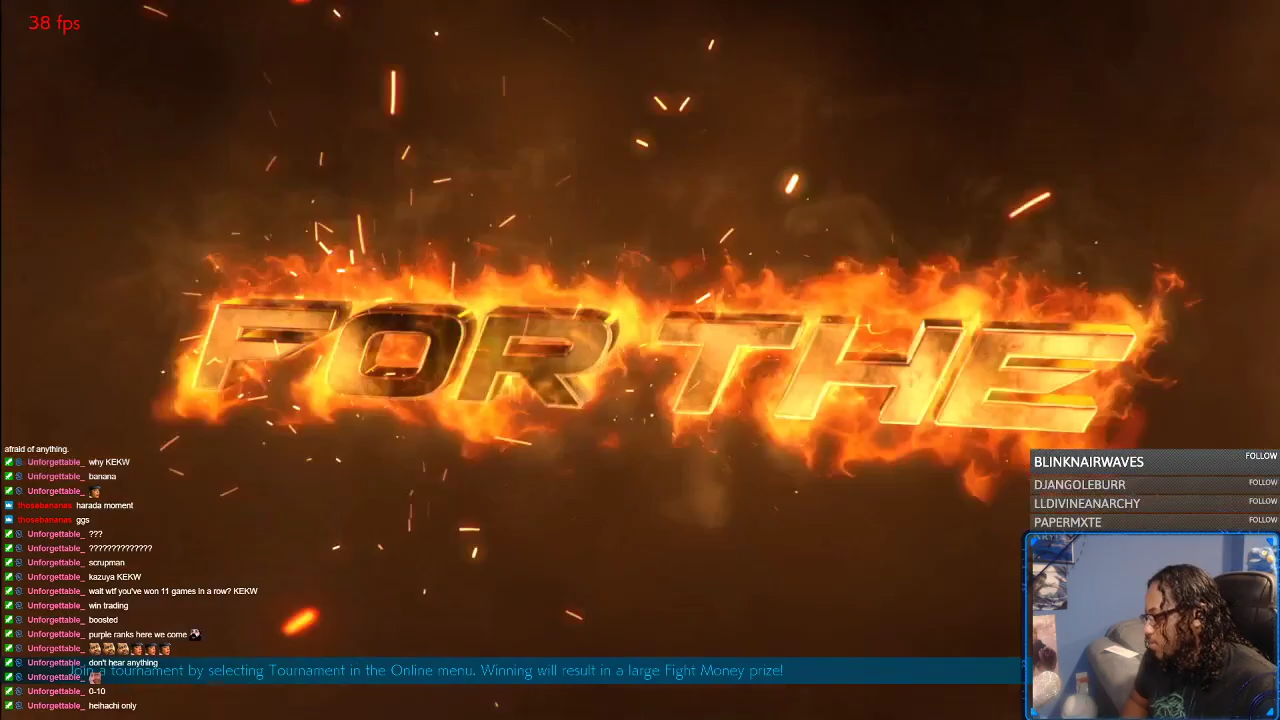 38 fps
FOR THE
afraid of anything.
Unforgettable_ why KEKW
Unforgettable_ banana
Unforgettable_
thosebananas harada moment
thosebananas ggs
Unforgettable_ ???
Unforgettable_ ??????????????
Unforgettable_ scrupman
Unforgettable_ kazuya KEKW
Unforgettable_ wait wtf you've won 11 games in a row? KEKW
Unforgettable_ win trading
Unforgettable_ boosted
Unforgettable_ purple ranks here we come
Unforgettable_
Unforgettable_ don't hear anything
Unforgettable_
Unforgettable_ 0-10
Unforgettable_ heihachi only
Join a tournament by selecting Tournament in the Online menu. Winning will result in a large Fight Money prize!
BLINKNAIRWAVES FOLLOW
DJANGOLEBURR FOLLOW
LLDIVINEANARCHY FOLLOW
PAPERMXTE FOLLOW